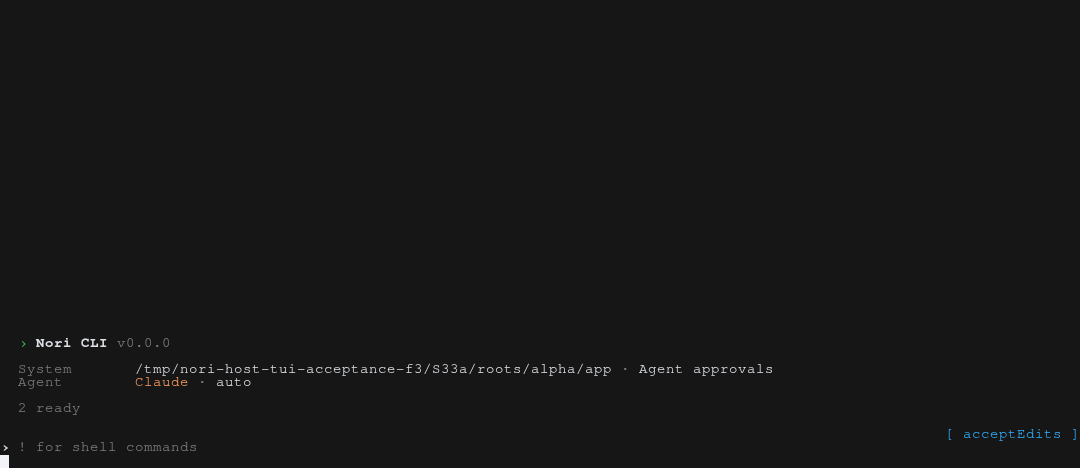 › Nori CLI v0.0.0
System /tmp/nori-host-tui-acceptance-f3/S33a/roots/alpha/app · Agent approvals
Agent Claude · auto
2 ready
[ acceptEdits ]
› ! for shell commands